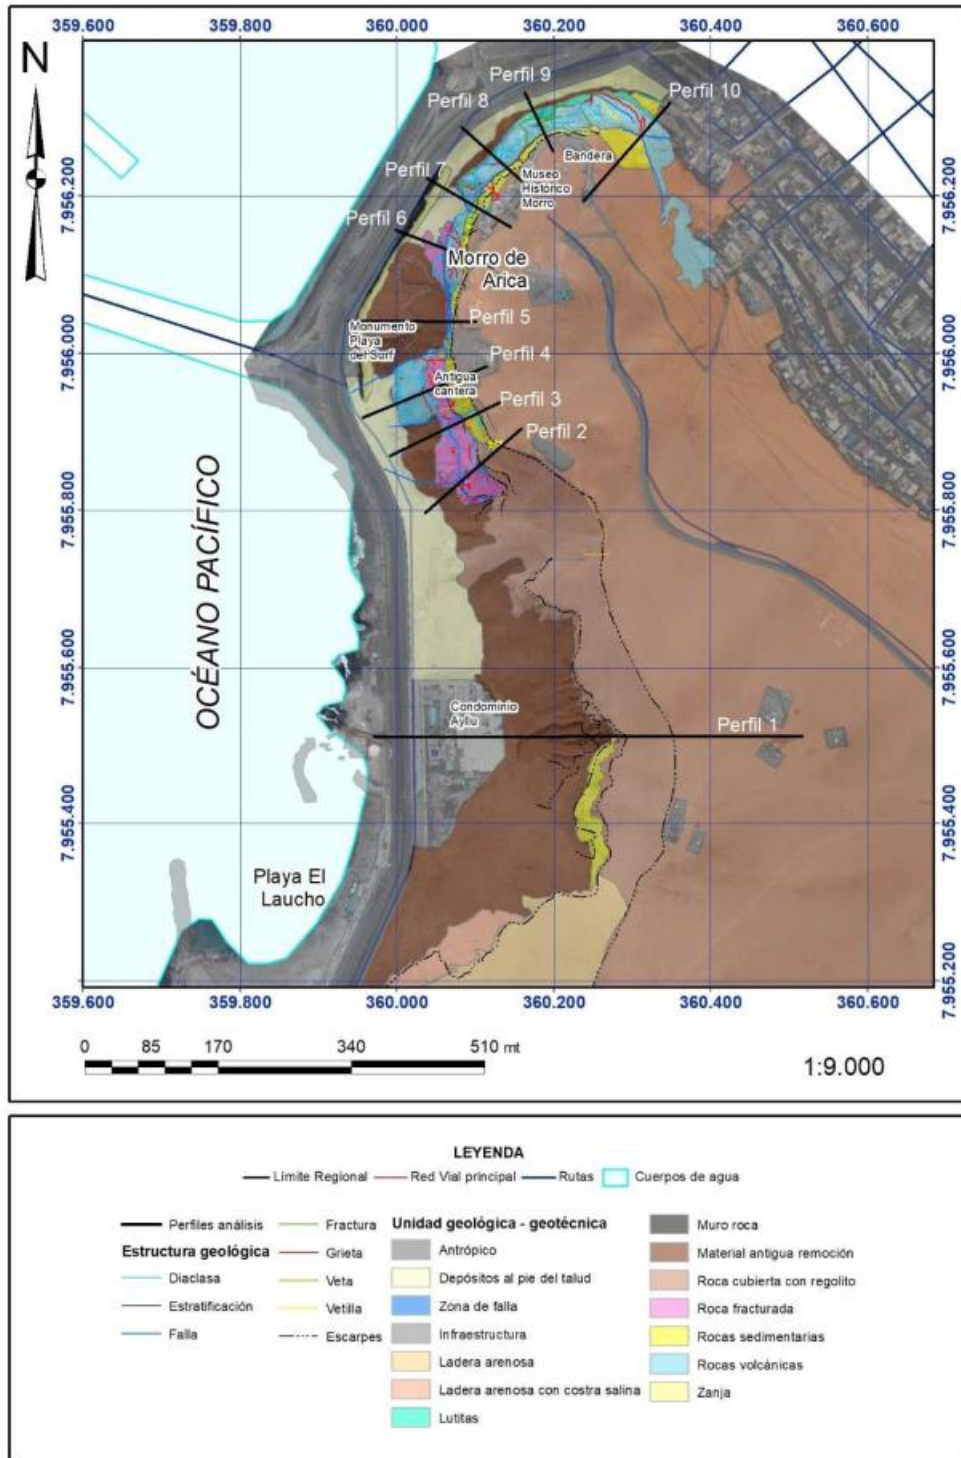 359.600 359.800 360.000 360.200 360.400 360.600
N
Perfil 9
Perfil 8
Perfil 10
Bandera
Museo
Histórico
Morro
Perfil 7
7.956.200 7.956.200
Perfil 6
Morro de
Arica
Perfil 5
Monumento
Playa
del Surf
7.956.000 7.956.000
Perfil 4
Antigua
cantera
Perfil 3
Perfil 2
OCÉANO PACÍFICO
7.955.800 7.955.800
7.955.600 7.955.600
Condominio
Ayllu
Perfil 1
7.955.400 7.955.400
Playa El
Laucho
7.955.200 7.955.200
359.600 359.800 360.000 360.200 360.400 360.600
0 85 170 340 510 mt
1:9.000
LEYENDA
Limite Regional Red Vial principal Rutas Cuerpos de agua
Perfiles análisis
Estructura geológica
Diaclasa
Estratificación
Falla
Fractura
Grieta
Veta
Vetilla
Escarpes
Unidad geológica - geotécnica
Antrópico
Depósitos al pie del talud
Zona de falla
Infraestructura
Ladera arenosa
Ladera arenosa con costra salina
Lutitas
Muro roca
Material antigua remoción
Roca cubierta con regolito
Roca fracturada
Rocas sedimentarias
Rocas volcánicas
Zanja